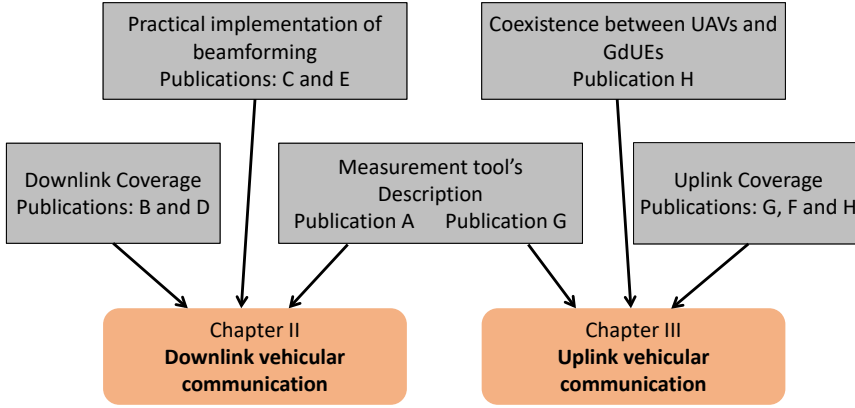 Practical implementation of
beamforming
Publications: C and E
Coexistence between UAVs and
GdUEs
Publication H
Downlink Coverage
Publications: B and D
Measurement tool's
Description
Publication A Publication G
Uplink Coverage
Publications: G, F and H
Chapter II
Downlink vehicular
communication
Chapter III
Uplink vehicular
communication